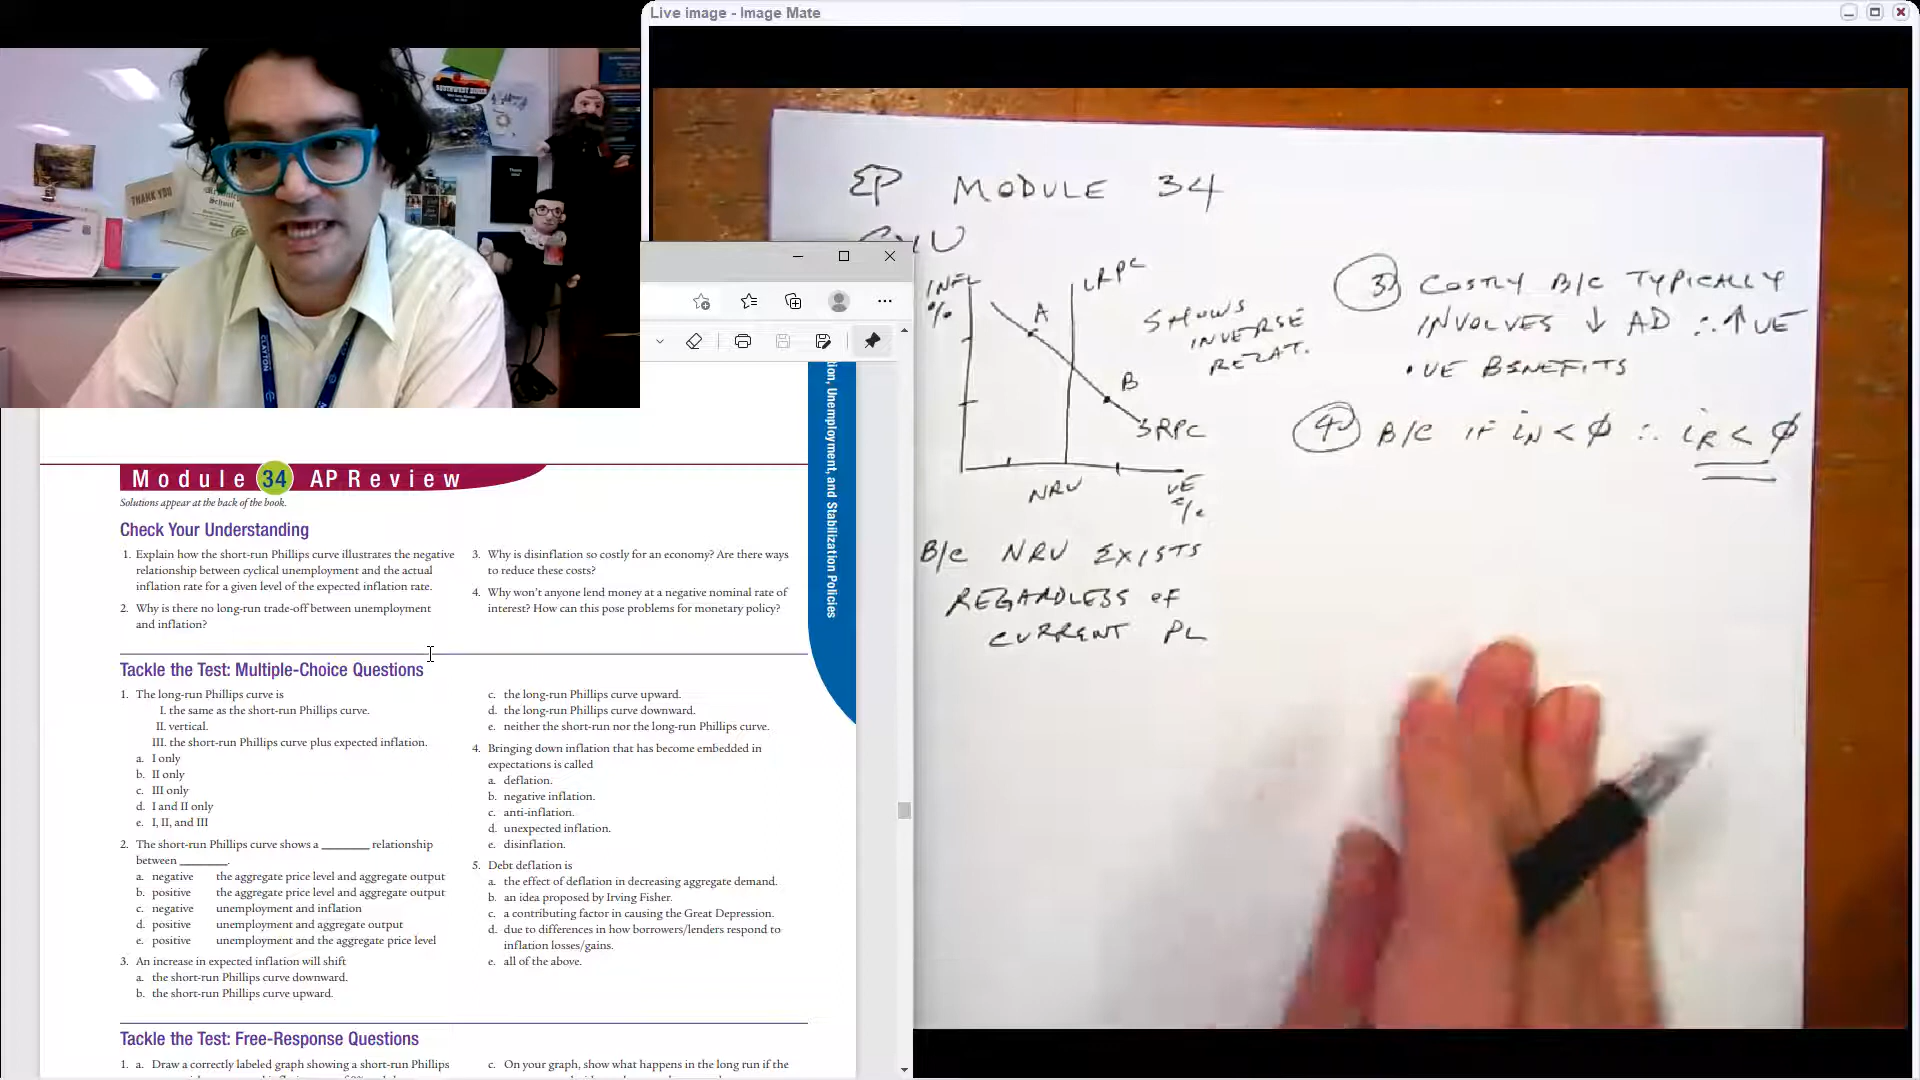 Live image - Image Mate
THANK YOU
SOUTHWEST DINER
School
CLAYTON
EP MODULE 34
CYU
INFL
%
A
LRPC
B
SRPC
NRU
UE
SHOWS
INVERSE
RELAT.
B/C NRU EXISTS
REGARDLESS OF
CURRENT PL
3 COSTLY B/C TYPICALLY
INVOLVES ↓ AD ∴ ↑ UE
• UE BENEFITS
4 B/C IF iN < Ø ∴ iR < Ø
Module 34 AP Review
Solutions appear at the back of the book.
Check Your Understanding
1. Explain how the short-run Phillips curve illustrates the negative
relationship between cyclical unemployment and the actual
inflation rate for a given level of the expected inflation rate.
2. Why is there no long-run trade-off between unemployment
and inflation?
3. Why is disinflation so costly for an economy? Are there ways
to reduce these costs?
4. Why won't anyone lend money at a negative nominal rate of
interest? How can this pose problems for monetary policy?
Tackle the Test: Multiple-Choice Questions
1. The long-run Phillips curve is
I. the same as the short-run Phillips curve.
II. vertical.
III. the short-run Phillips curve plus expected inflation.
a. I only
b. II only
c. III only
d. I and II only
e. I, II, and III
2. The short-run Phillips curve shows a ________ relationship
between ________.
a. negative the aggregate price level and aggregate output
b. positive the aggregate price level and aggregate output
c. negative unemployment and inflation
d. positive unemployment and aggregate output
e. positive unemployment and the aggregate price level
3. An increase in expected inflation will shift
a. the short-run Phillips curve downward.
b. the short-run Phillips curve upward.
c. the long-run Phillips curve upward.
d. the long-run Phillips curve downward.
e. neither the short-run nor the long-run Phillips curve.
4. Bringing down inflation that has become embedded in
expectations is called
a. deflation.
b. negative inflation.
c. anti-inflation.
d. unexpected inflation.
e. disinflation.
5. Debt deflation is
a. the effect of deflation in decreasing aggregate demand.
b. an idea proposed by Irving Fisher.
c. a contributing factor in causing the Great Depression.
d. due to differences in how borrowers/lenders respond to
inflation losses/gains.
e. all of the above.
Tackle the Test: Free-Response Questions
1. a. Draw a correctly labeled graph showing a short-run Phillips
c. On your graph, show what happens in the long run if the
tion, Unemployment, and Stabilization Policies